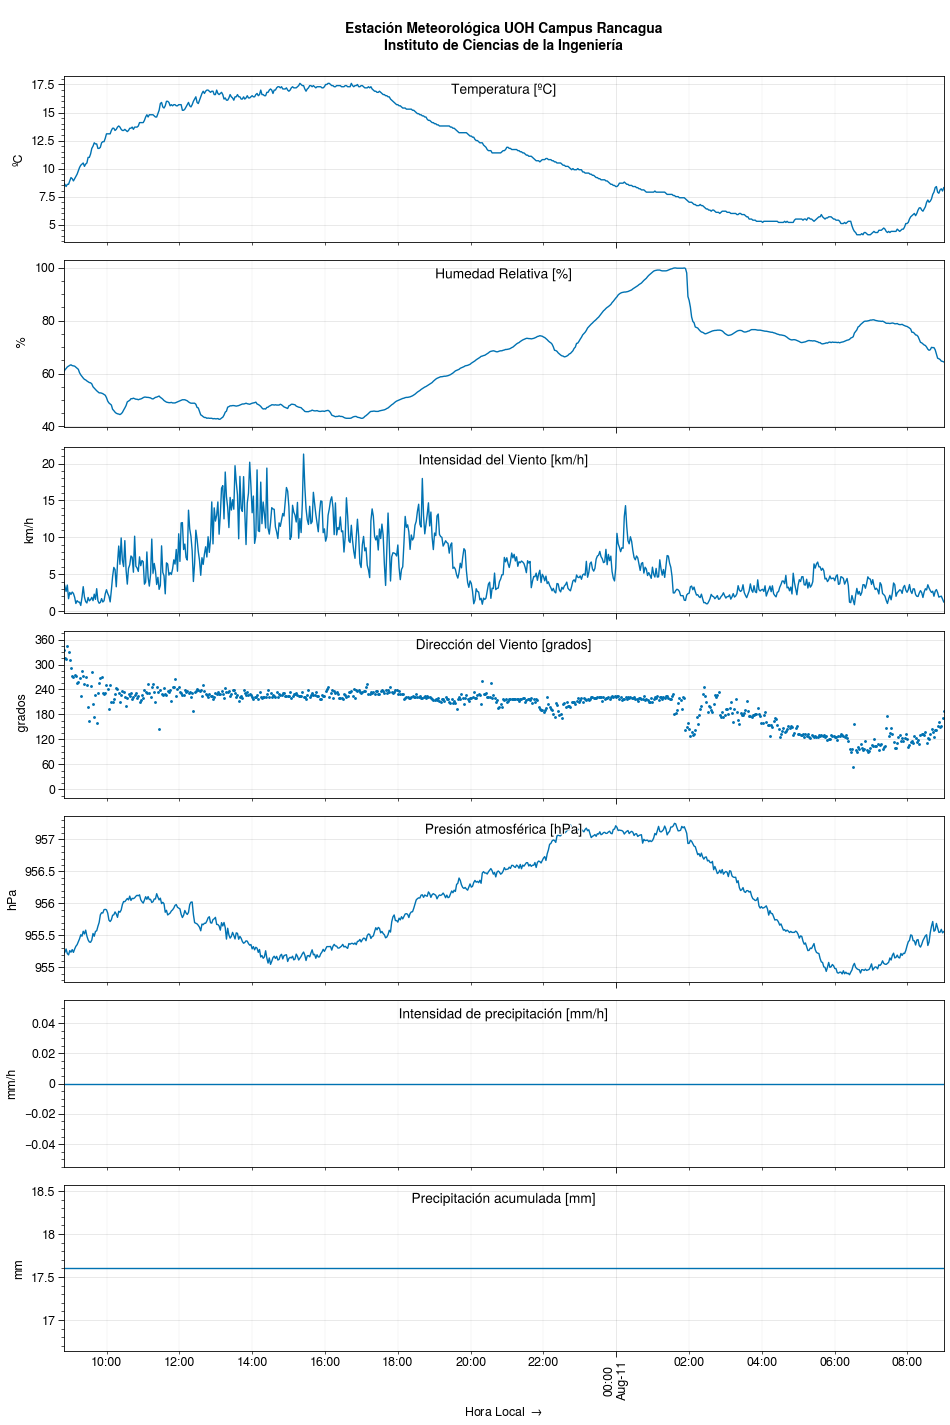 Estación Meteorológica UOH Campus Rancagua
Instituto de Ciencias de la Ingeniería
Temperatura [ºC]
ºC
17.5
15
12.5
10
7.5
5
Humedad Relativa [%]
%
100
80
60
40
Intensidad del Viento [km/h]
km/h
20
15
10
5
0
Dirección del Viento [grados]
grados
360
300
240
180
120
60
0
Presión atmosférica [hPa]
hPa
957
956.5
956
955.5
955
Intensidad de precipitación [mm/h]
mm/h
0.04
0.02
0
−0.02
−0.04
Precipitación acumulada [mm]
mm
18.5
18
17.5
17
10:00 12:00 14:00 16:00 18:00 20:00 22:00 00:00 02:00 04:00 06:00 08:00
Aug-11
Hora Local →